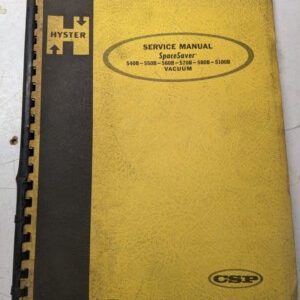 HYSTER
SERVICE MANUAL
SpaceSaver
S40B-S50B-S60B-S70B-S80B-S100B
VACUUM
CSP